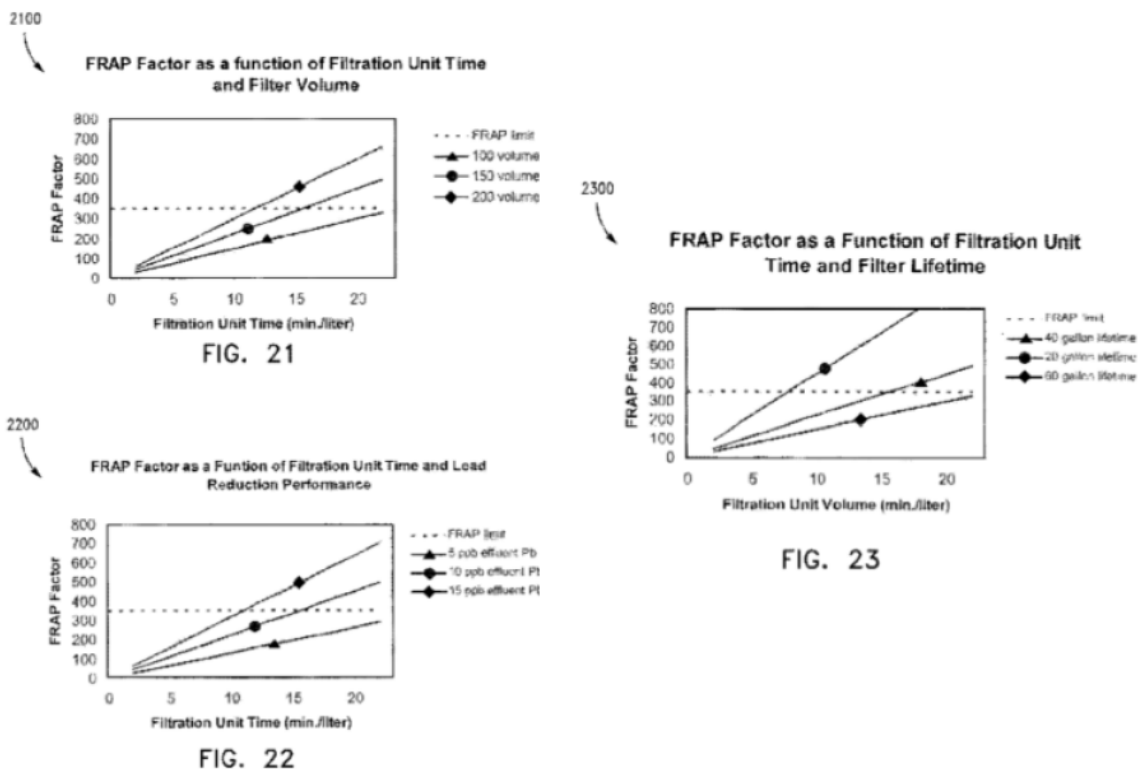 2100
FRAP Factor as a function of Filtration Unit Time
and Filter Volume
800
700
600
500
400
300
200
100
0
FRAP Factor
0 5 10 15 20
Filtration Unit Time (min./liter)
FRAP limit
100 volume
150 volume
200 volume
FIG. 21
2200
FRAP Factor as a Funtion of Filtration Unit Time and Lead
Reduction Performance
800
700
600
500
400
300
200
100
0
FRAP Factor
0 5 10 15 20
Filtration Unit Time (min./liter)
FRAP limit
5 ppb effluent Pb
10 ppb effluent Pb
15 ppb effluent Pb
FIG. 22
2300
FRAP Factor as a Function of Filtration Unit
Time and Filter Lifetime
800
700
600
500
400
300
200
100
0
FRAP Factor
0 5 10 15 20
Filtration Unit Volume (min./liter)
FRAP limit
40 gallon lifetime
20 gallon lifetime
60 gallon lifetime
FIG. 23